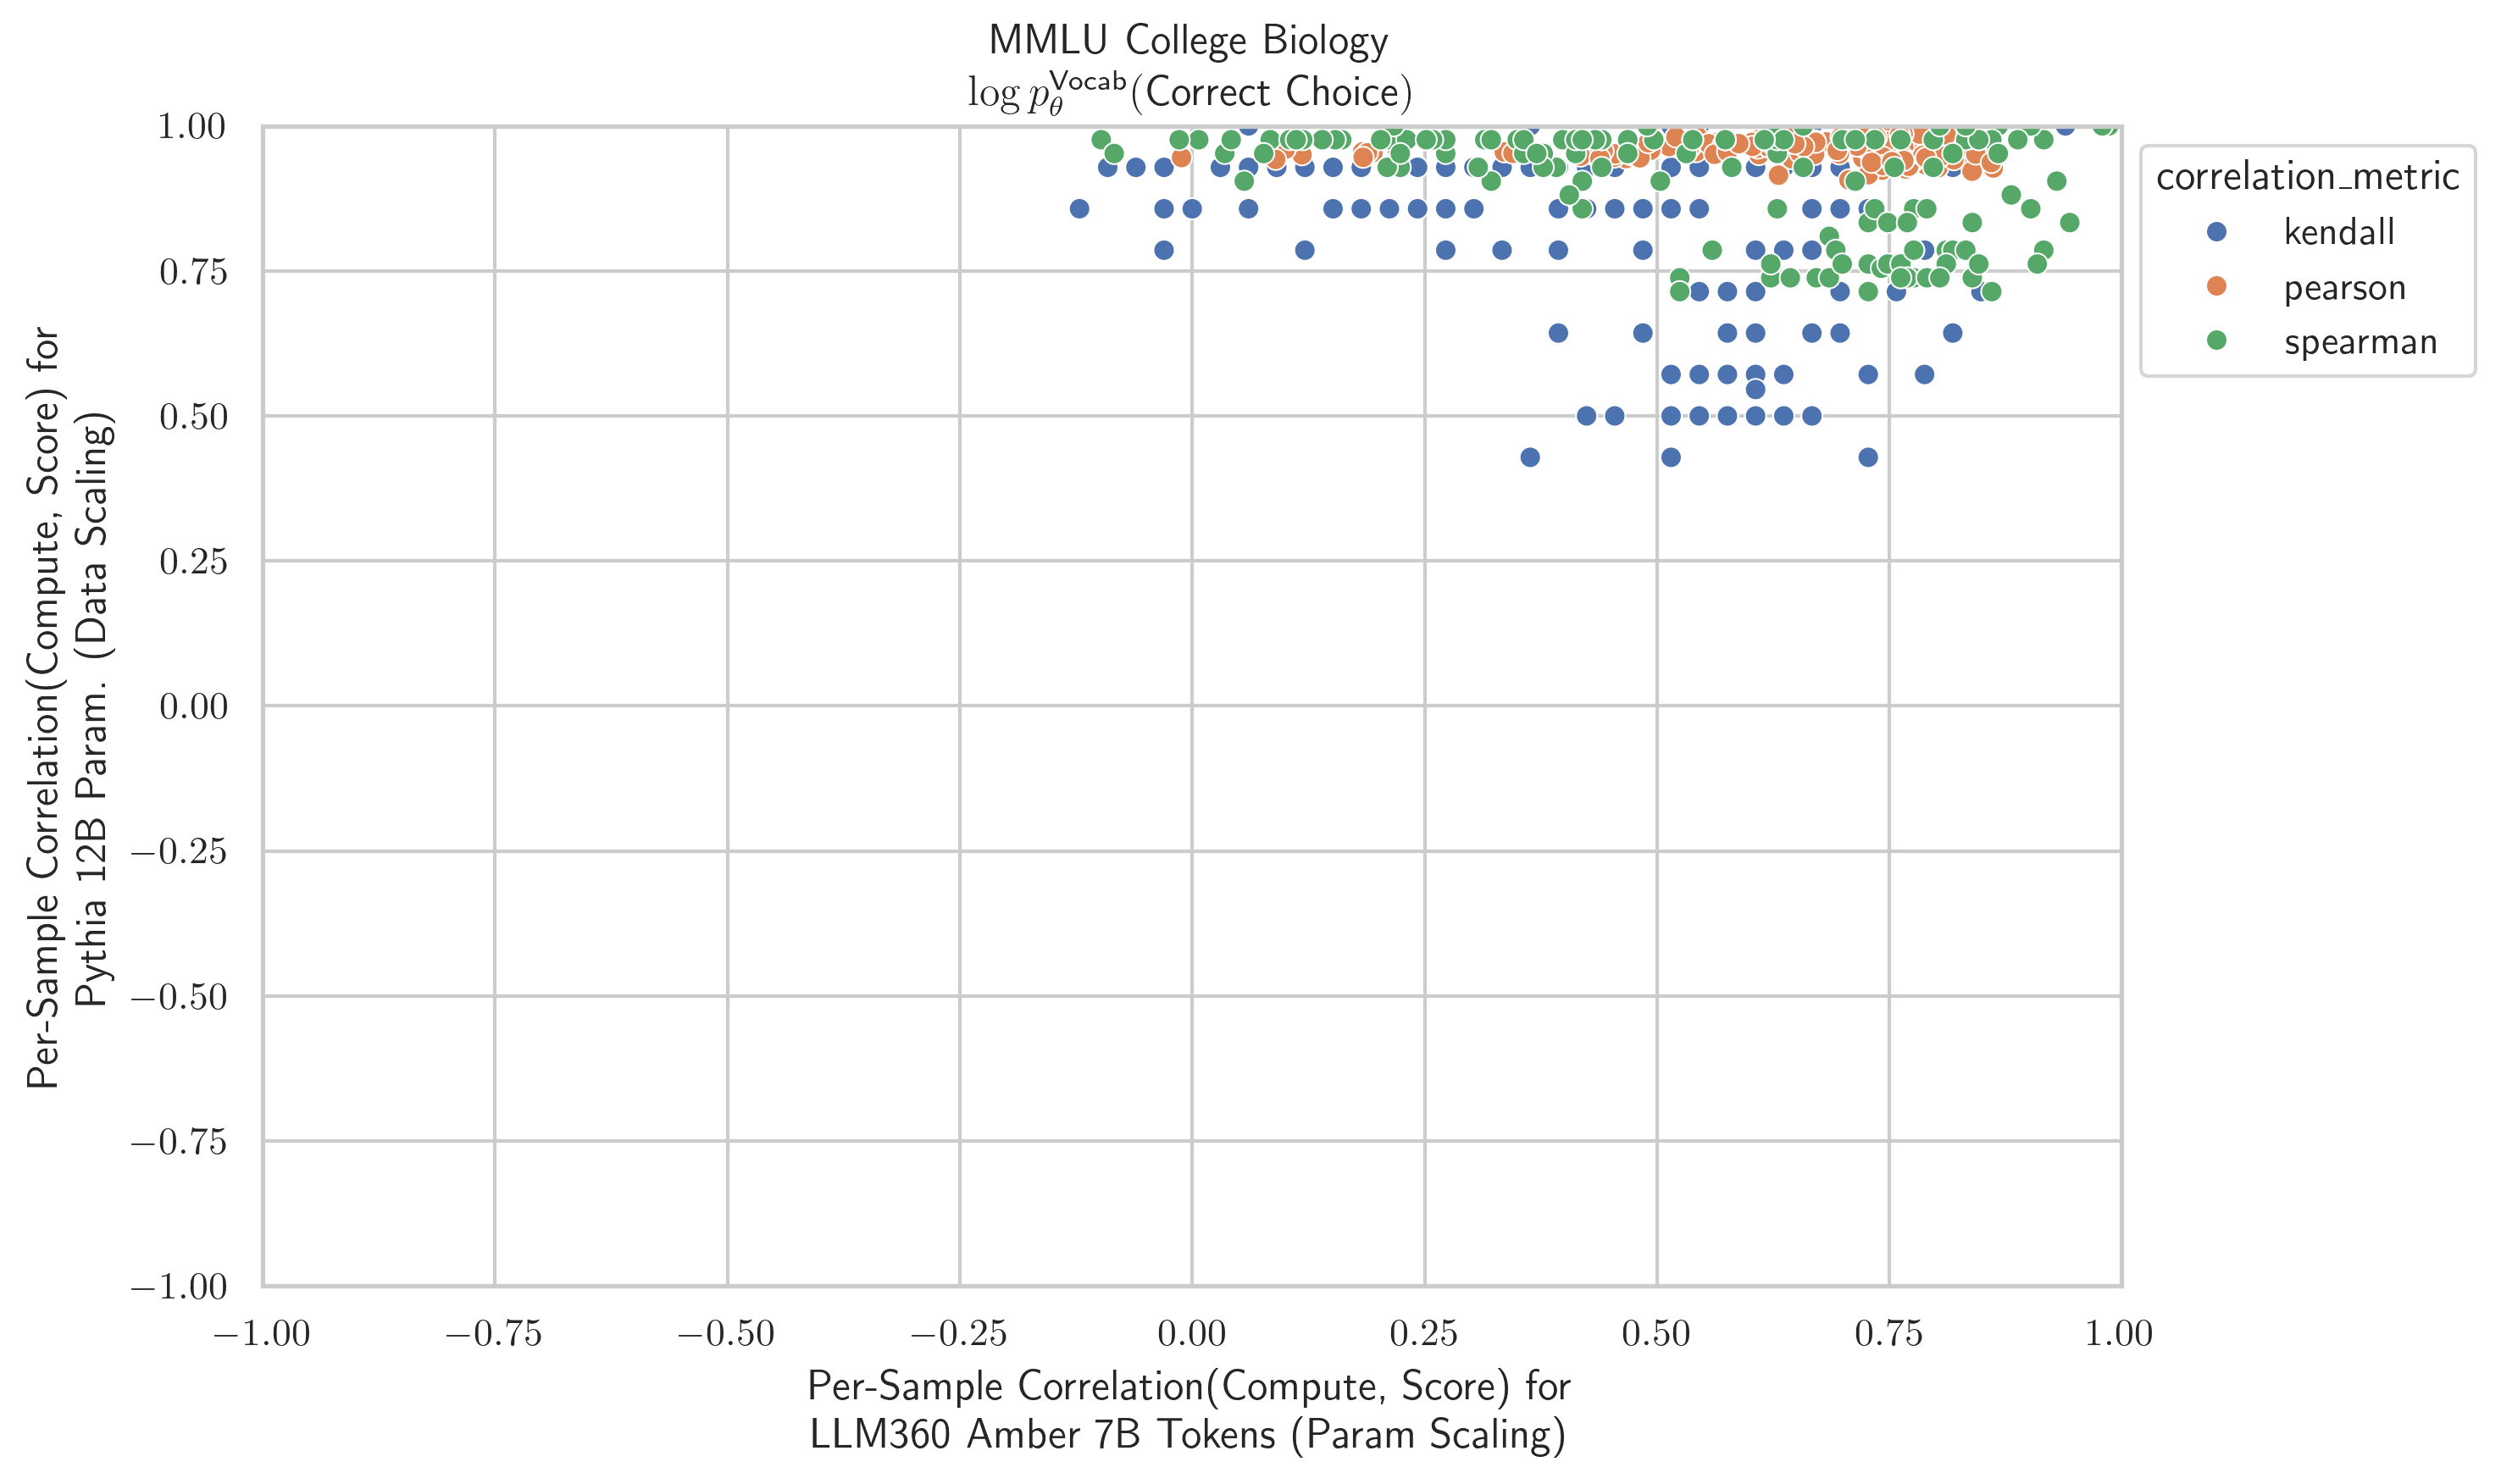 MMLU College Biology
log p_θ^Vocab(Correct Choice)
1.00
0.75
0.50
0.25
0.00
−0.25
−0.50
−0.75
−1.00
Per-Sample Correlation(Compute, Score) for
Pythia 12B Param. (Data Scaling)
−1.00
−0.75
−0.50
−0.25
0.00
0.25
0.50
0.75
1.00
Per-Sample Correlation(Compute, Score) for
LLM360 Amber 7B Tokens (Param Scaling)
correlation_metric
kendall
pearson
spearman